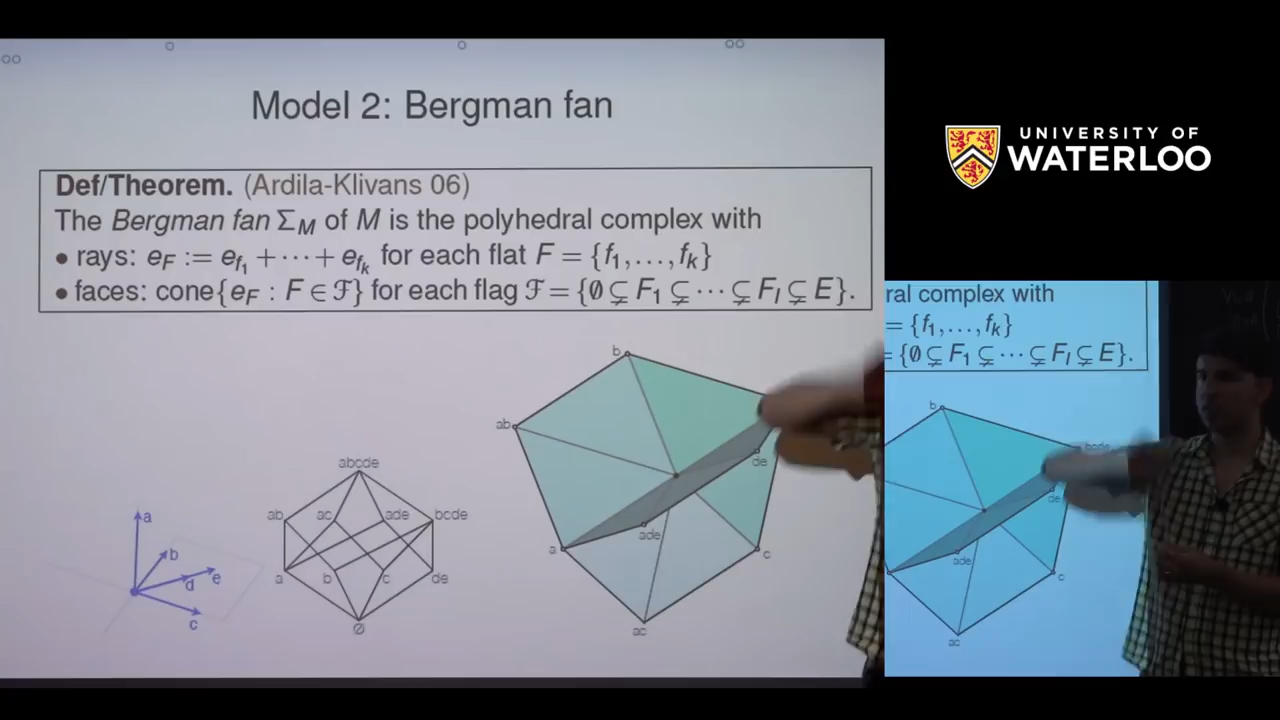 Model 2: Bergman fan
Def/Theorem. (Ardila-Klivans 06)
The Bergman fan Σ_M of M is the polyhedral complex with
• rays: e_F := e_{f_1} + ⋯ + e_{f_k} for each flat F = {f_1,…,f_k}
• faces: cone{e_F : F ∈ ℱ} for each flag ℱ = {∅ ⊊ F_1 ⊊ ⋯ ⊊ F_l ⊊ E}.
a
b
d
e
c
abcde
ab
ac
ade
bcde
a
b
c
de
∅
b
ab
de
a
ade
c
ac
UNIVERSITY OF
WATERLOO
ral complex with
= {f_1,…,f_k}
= {∅ ⊊ F_1 ⊊ ⋯ ⊊ F_l ⊊ E}.
b
bcde
de
ade
c
ac